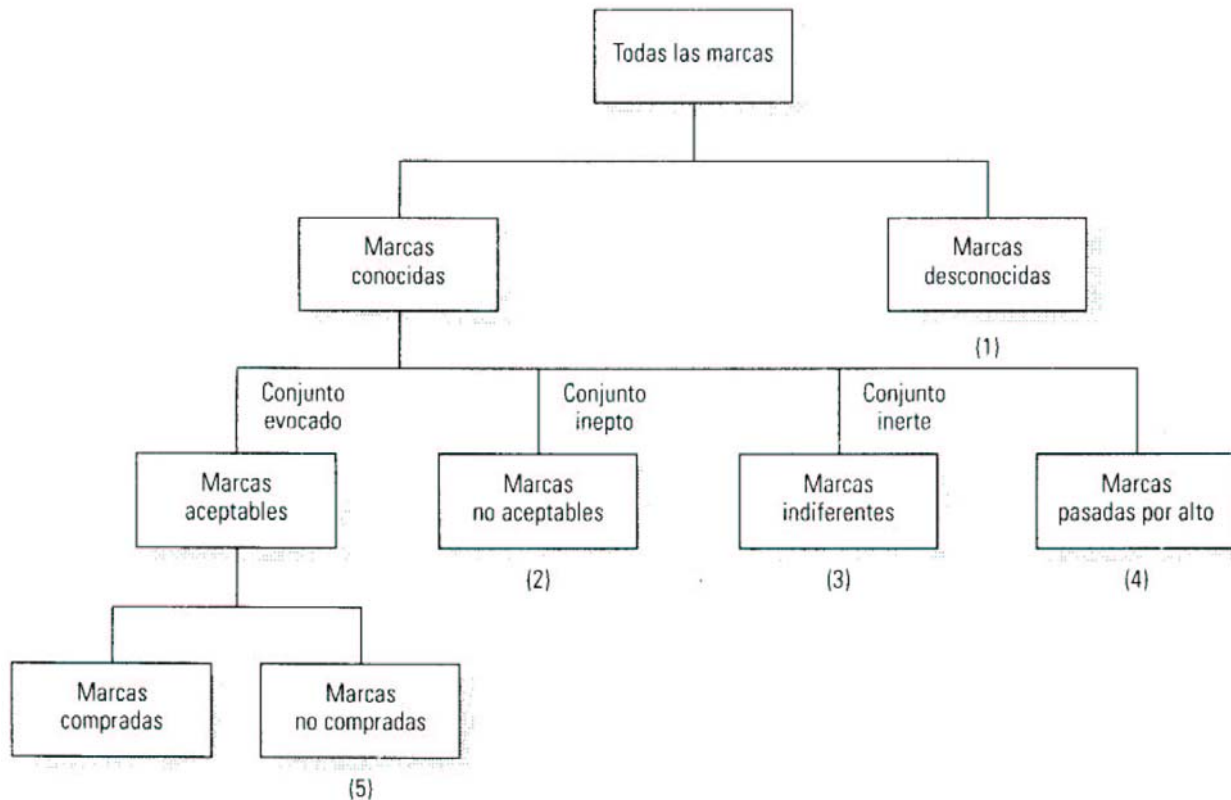 Todas las marcas
Marcas
conocidas
Marcas
desconocidas
(1)
Conjunto
evocado
Conjunto
inepto
Conjunto
inerte
Marcas
aceptables
Marcas
no aceptables
Marcas
indiferentes
Marcas
pasadas por alto
(2)
(3)
(4)
Marcas
compradas
Marcas
no compradas
(5)